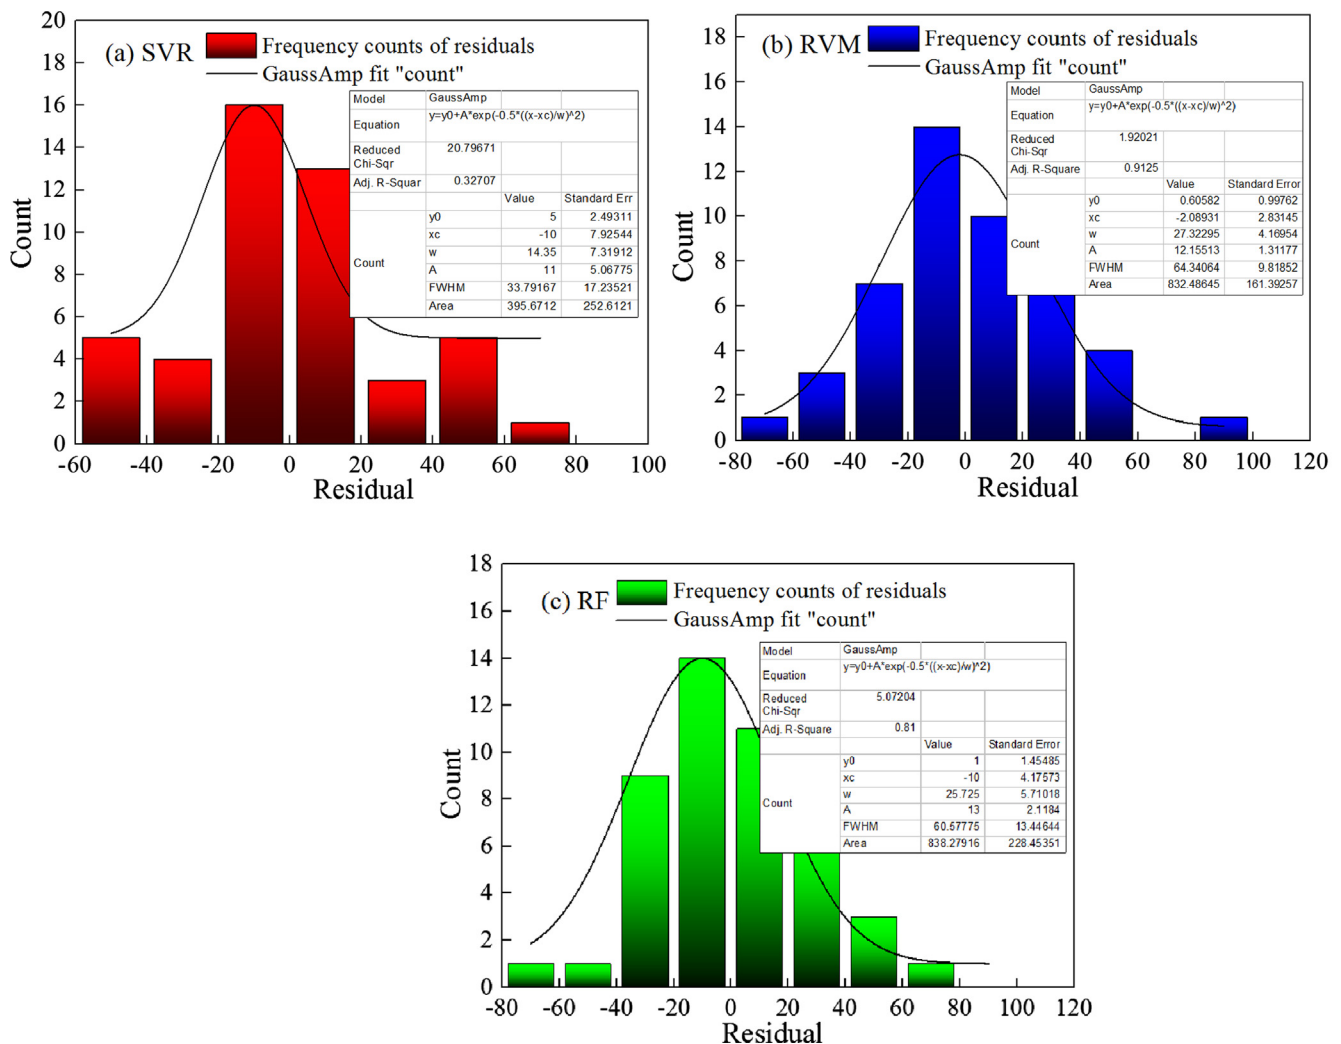 (a) SVR
Frequency counts of residuals
GaussAmp fit "count"
Model GaussAmp
Equation y=y0+A*exp(-0.5*((x-xc)/w)^2)
Reduced Chi-Sqr 20.79671
Adj. R-Squar 0.32707
Value Standard Err
Count
y0 5 2.49311
xc -10 7.92544
w 14.35 7.31912
A 11 5.06775
FWHM 33.79167 17.23521
Area 395.6712 252.6121
20
18
16
14
12
10
8
6
4
2
0
Count
-60 -40 -20 0 20 40 60 80 100
Residual
(b) RVM
Frequency counts of residuals
GaussAmp fit "count"
Model GaussAmp
Equation y=y0+A*exp(-0.5*((x-xc)/w)^2)
Reduced Chi-Sqr 1.92021
Adj. R-Square 0.9125
Value Standard Error
Count
y0 0.60582 0.99762
xc -2.08931 2.83145
w 27.32295 4.16954
A 12.15513 1.31177
FWHM 64.34064 9.81852
Area 832.48645 161.39257
18
16
14
12
10
8
6
4
2
0
Count
-80 -60 -40 -20 0 20 40 60 80 100 120
Residual
(c) RF
Frequency counts of residuals
GaussAmp fit "count"
Model GaussAmp
Equation y=y0+A*exp(-0.5*((x-xc)/w)^2)
Reduced Chi-Sqr 5.07204
Adj. R-Square 0.81
Value Standard Error
Count
y0 1 1.45485
xc -10 4.17573
w 25.725 5.71018
A 13 2.1184
FWHM 60.57775 13.44644
Area 838.27916 228.45351
18
16
14
12
10
8
6
4
2
0
Count
-80 -60 -40 -20 0 20 40 60 80 100 120
Residual